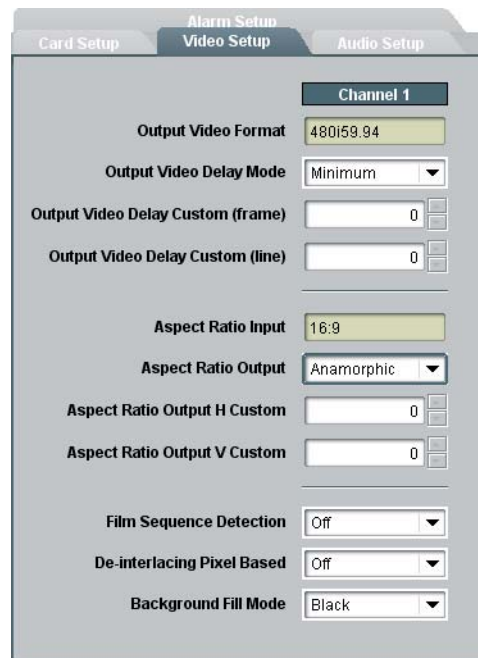 Alarm Setup
Card Setup Video Setup Audio Setup
Channel 1
Output Video Format 480i59.94
Output Video Delay Mode Minimum
Output Video Delay Custom (frame) 0
Output Video Delay Custom (line) 0
Aspect Ratio Input 16:9
Aspect Ratio Output Anamorphic
Aspect Ratio Output H Custom 0
Aspect Ratio Output V Custom 0
Film Sequence Detection Off
De-interlacing Pixel Based Off
Background Fill Mode Black